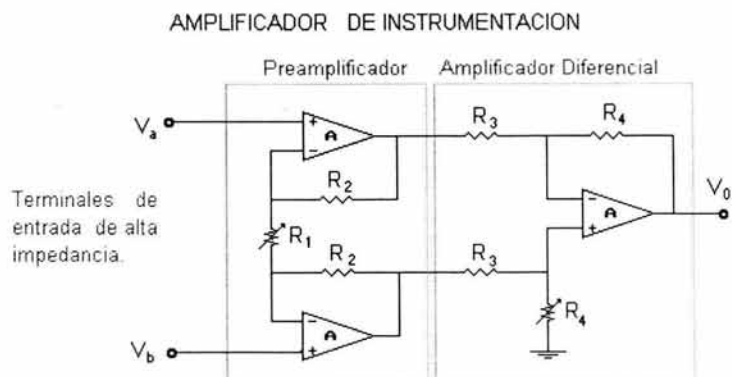 AMPLIFICADOR DE INSTRUMENTACION
Preamplificador
Amplificador Diferencial
Va
+
A
−
R2
R3
R4
Terminales de
entrada de alta
impedancia.
R1
−
A
+
V0
R2
R3
−
A
+
R4
Vb